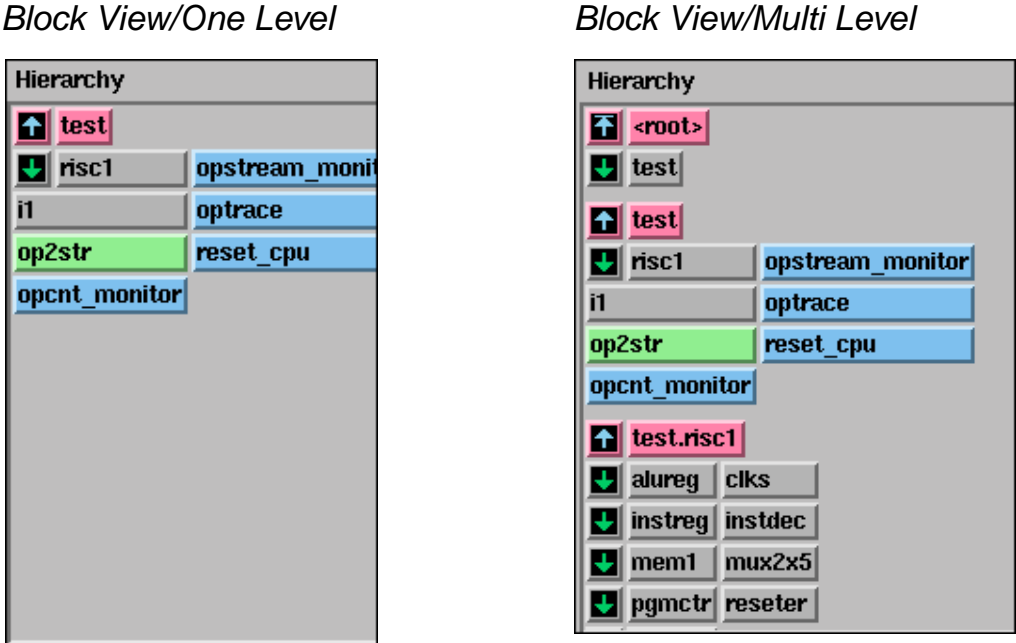 Block View/One Level
Hierarchy
test
risc1 opstream_monit
i1 optrace
op2str reset_cpu
opcnt_monitor
Block View/Multi Level
Hierarchy
<root>
test
test
risc1 opstream_monitor
i1 optrace
op2str reset_cpu
opcnt_monitor
test.risc1
alureg clks
instreg instdec
mem1 mux2x5
pgmctr reseter